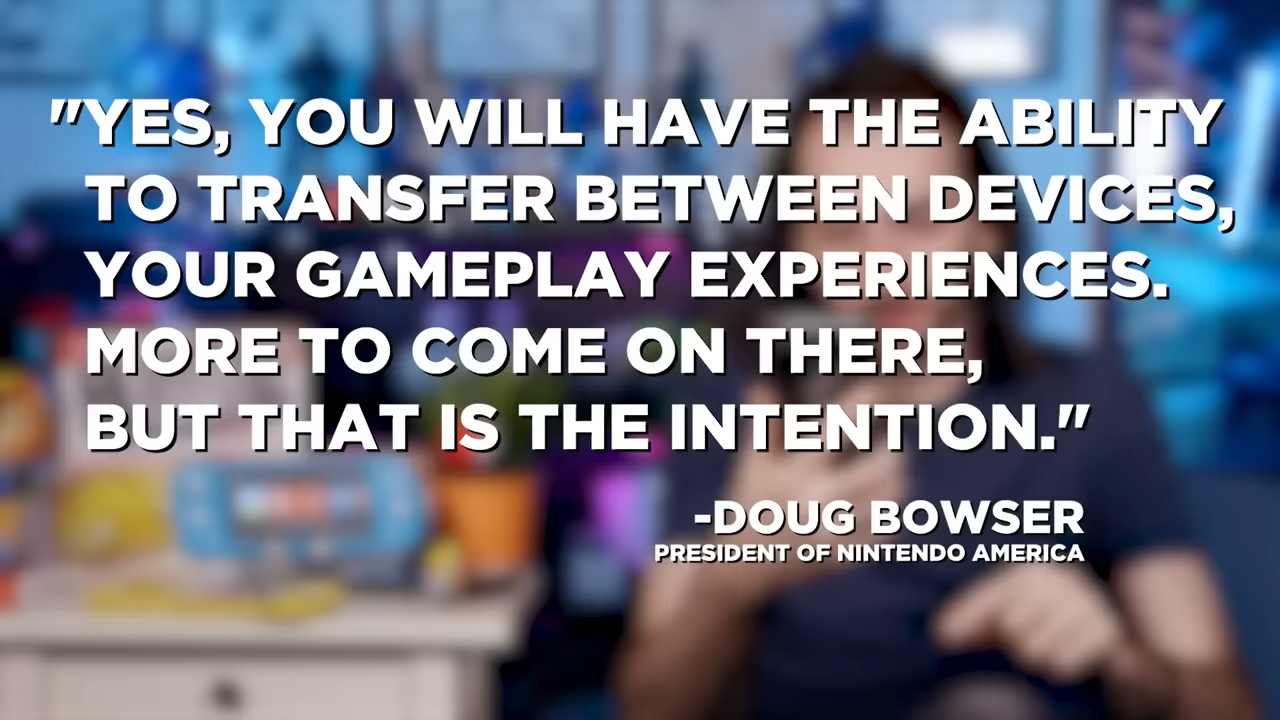 "YES, YOU WILL HAVE THE ABILITY
TO TRANSFER BETWEEN DEVICES,
YOUR GAMEPLAY EXPERIENCES.
MORE TO COME ON THERE,
BUT THAT IS THE INTENTION."
-DOUG BOWSER
PRESIDENT OF NINTENDO AMERICA